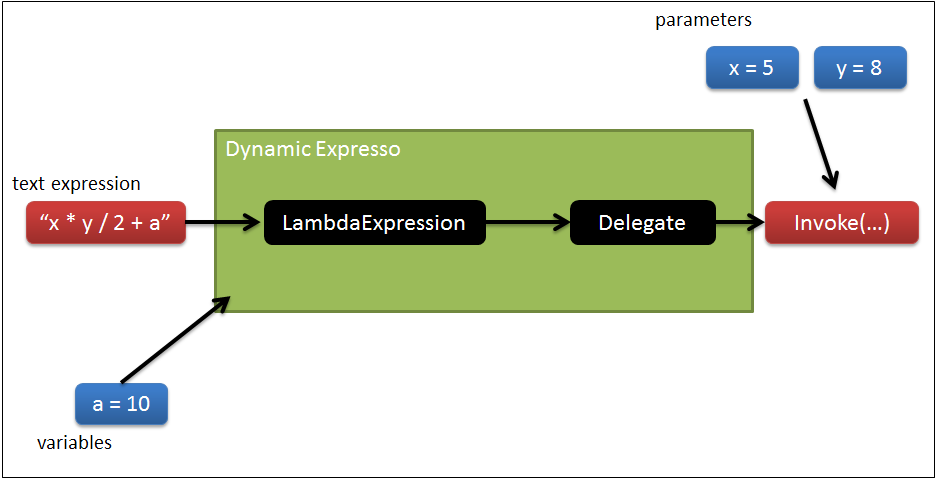 parameters
x = 5
y = 8
Dynamic Expresso
text expression
“x * y / 2 + a”
LambdaExpression
Delegate
Invoke(…)
a = 10
variables